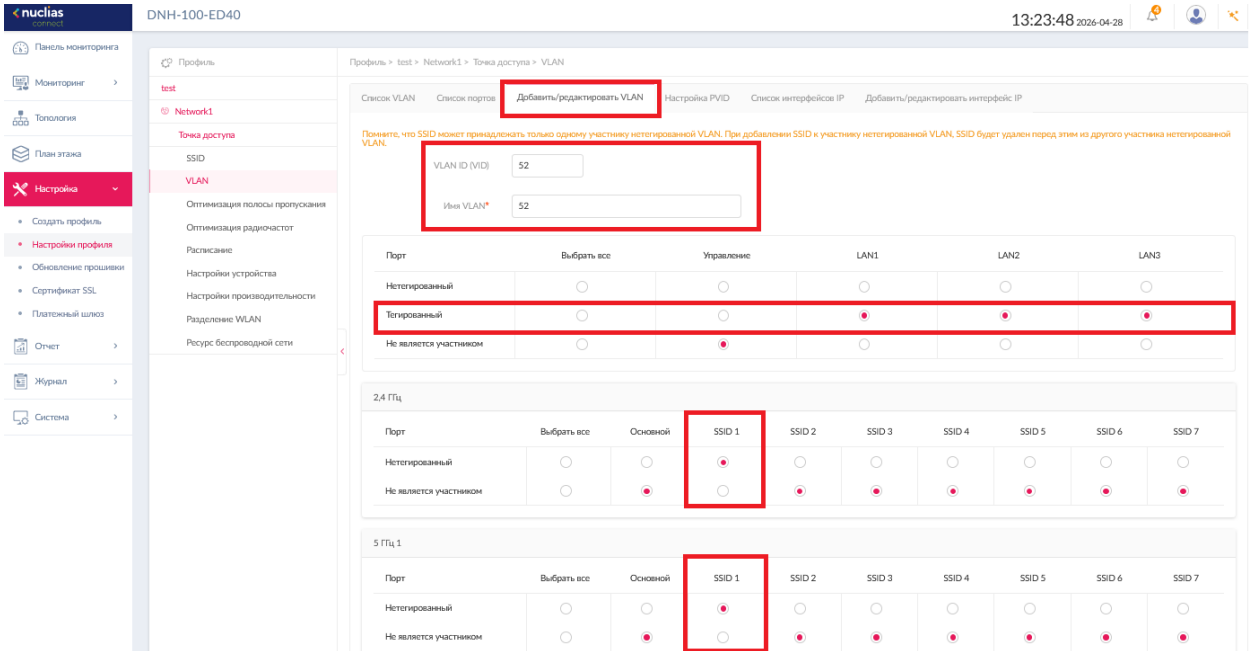 nuclias
connect
DNH-100-ED40
13:23:48 2026-04-28
4
Панель мониторинга
Мониторинг
Топология
План этажа
Настройка
Создать профиль
Настройки профиля
Обновление прошивки
Сертификат SSL
Платежный шлюз
Отчет
Журнал
Система
Профиль
test
Network1
Точка доступа
SSID
VLAN
Оптимизация полосы пропускания
Оптимизация радиочастот
Расписание
Настройки устройства
Настройки производительности
Разделение WLAN
Ресурс беспроводной сети
Профиль > test > Network1 > Точка доступа > VLAN
Список VLAN Список портов Добавить/редактировать VLAN Настройка PVID Список интерфейсов IP Добавить/редактировать интерфейс IP
Помните, что SSID может принадлежать только одному участнику нетегированной VLAN. При добавлении SSID к участнику нетегированной VLAN, SSID будет удален перед этим из другого участника нетегированной
VLAN.
VLAN ID (VID) 52
Имя VLAN* 52
Порт Выбрать все Управление LAN1 LAN2 LAN3
Нетегированный
Тегированный
Не является участником
2,4 ГГц
Порт Выбрать все Основной SSID 1 SSID 2 SSID 3 SSID 4 SSID 5 SSID 6 SSID 7
Нетегированный
Не является участником
5 ГГц 1
Порт Выбрать все Основной SSID 1 SSID 2 SSID 3 SSID 4 SSID 5 SSID 6 SSID 7
Нетегированный
Не является участником